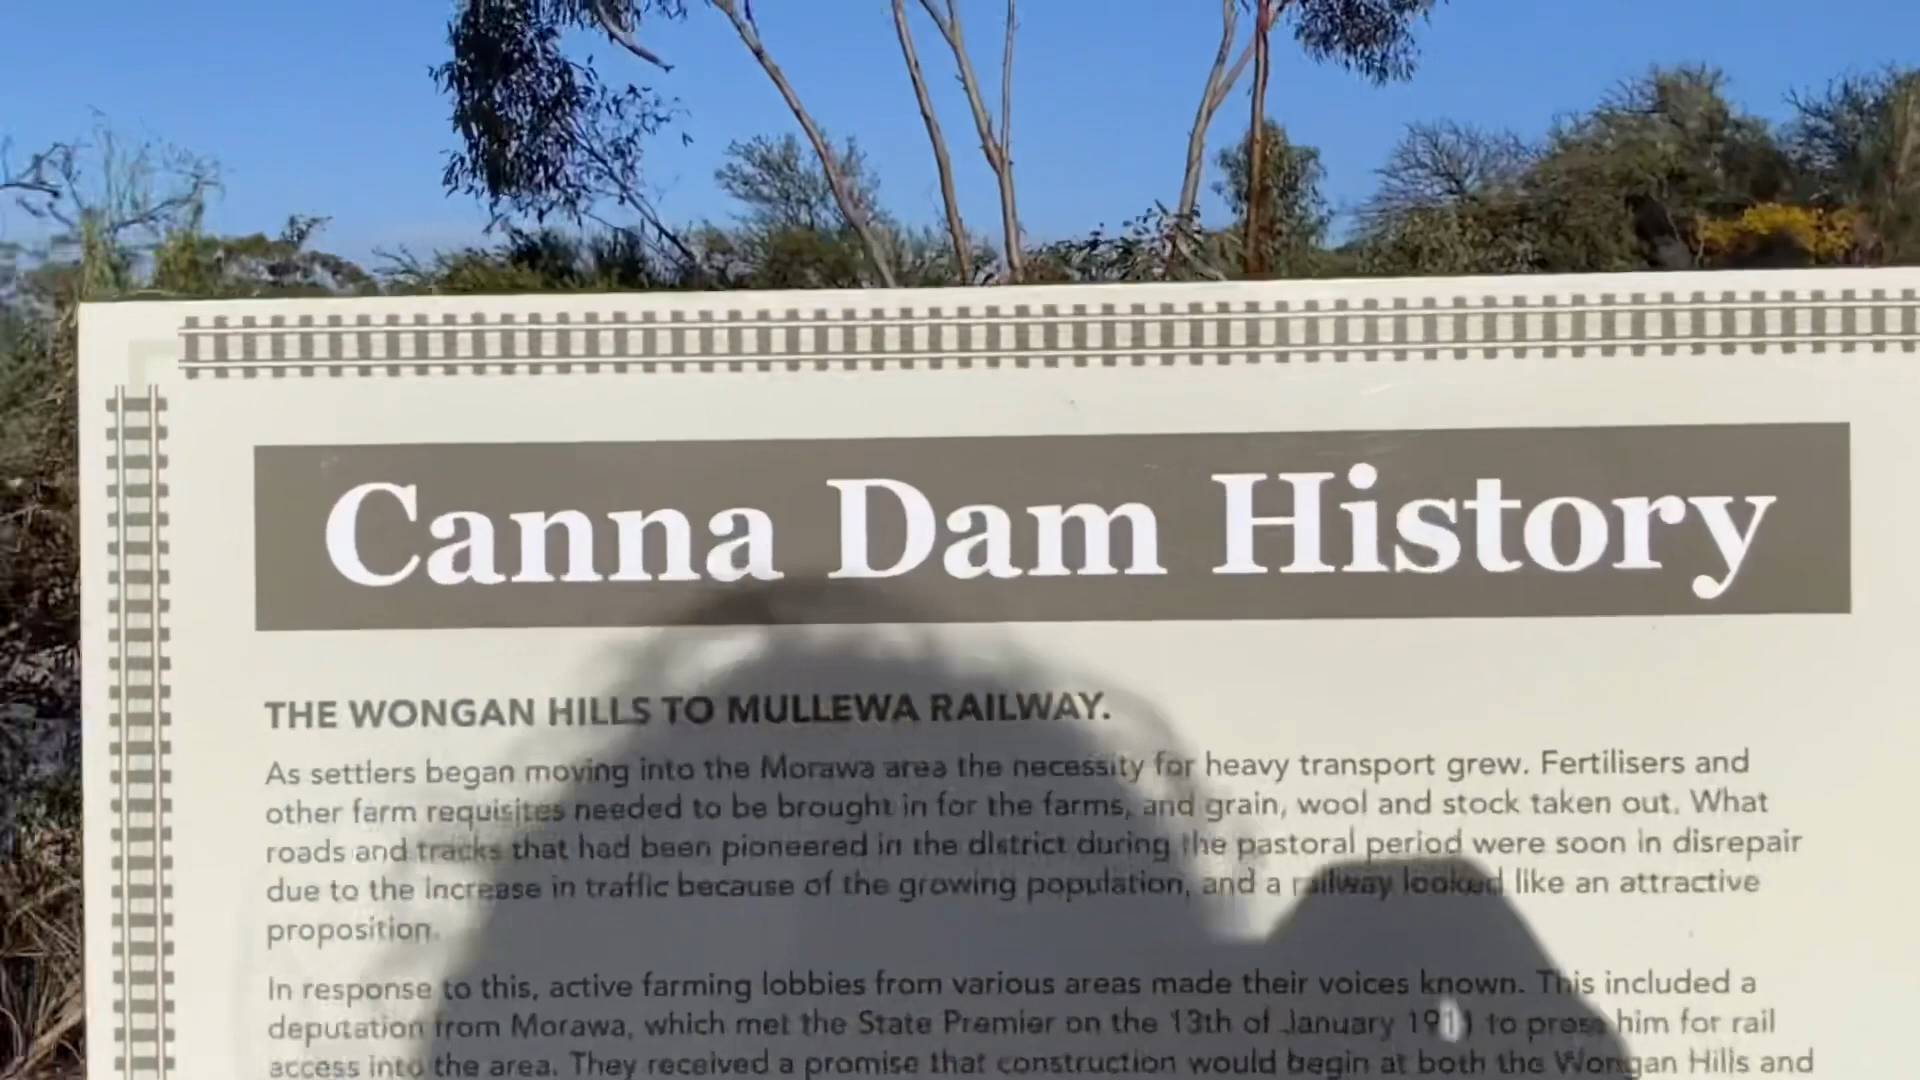 Canna Dam History
THE WONGAN HILLS TO MULLEWA RAILWAY.
As settlers began moving into the Morawa area the necessity for heavy transport grew. Fertilisers and
other farm requisites needed to be brought in for the farms, and grain, wool and stock taken out. What
roads and tracks that had been pioneered in the district during the pastoral period were soon in disrepair
due to the increase in traffic because of the growing population, and a railway looked like an attractive
proposition.
In response to this, active farming lobbies from various areas made their voices known. This included a
deputation from Morawa, which met the State Premier on the 13th of January 1911 to press him for rail
access into the area. They received a promise that construction would begin at both the Wongan Hills and